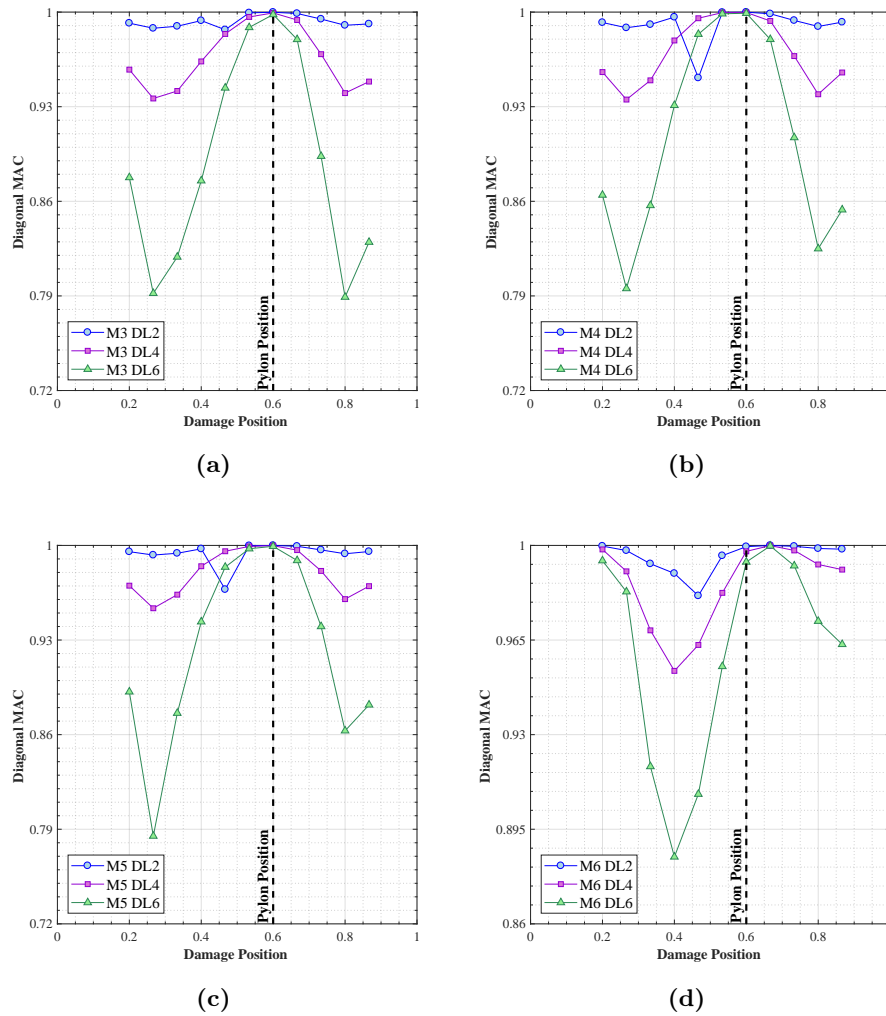 1
0.93
0.86
0.79
0.72
Diagonal MAC
M3 DL2
M3 DL4
M3 DL6
Pylon Position
0
0.2
0.4
0.6
0.8
1
Damage Position
(a)
1
0.93
0.86
0.79
0.72
Diagonal MAC
M4 DL2
M4 DL4
M4 DL6
Pylon Position
0
0.2
0.4
0.6
0.8
Damage Position
(b)
1
0.93
0.86
0.79
0.72
Diagonal MAC
M5 DL2
M5 DL4
M5 DL6
Pylon Position
0
0.2
0.4
0.6
0.8
1
Damage Position
(c)
1
0.965
0.93
0.895
0.86
Diagonal MAC
M6 DL2
M6 DL4
M6 DL6
Pylon Position
0
0.2
0.4
0.6
0.8
Damage Position
(d)